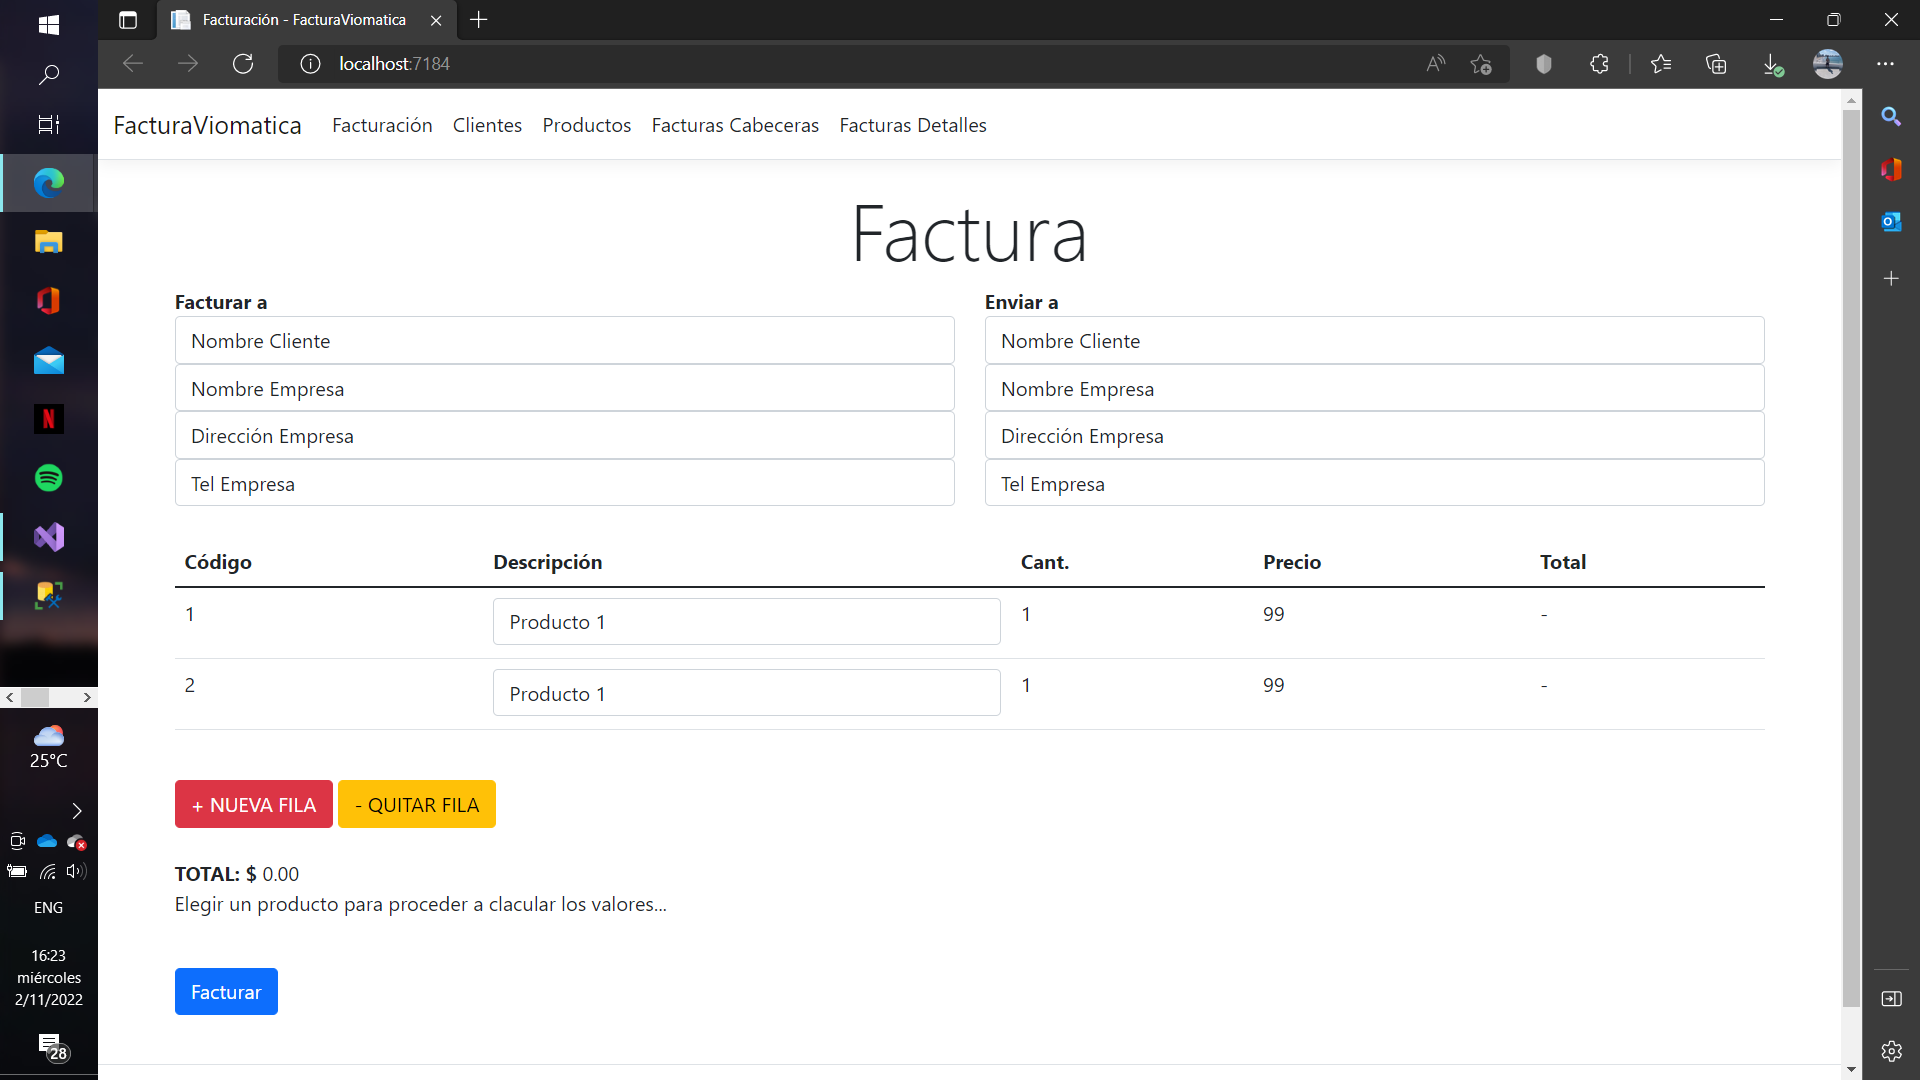 Facturación - FacturaViomatica
localhost:7184
FacturaViomatica Facturación Clientes Productos Facturas Cabeceras Facturas Detalles
Factura
Facturar a
Nombre Cliente
Nombre Empresa
Dirección Empresa
Tel Empresa
Enviar a
Nombre Cliente
Nombre Empresa
Dirección Empresa
Tel Empresa
Código Descripción Cant. Precio Total
1 Producto 1 1 99 -
2 Producto 1 1 99 -
+ NUEVA FILA - QUITAR FILA
TOTAL: $ 0.00
Elegir un producto para proceder a clacular los valores...
Facturar
25°C
ENG
16:23
miércoles
2/11/2022
28